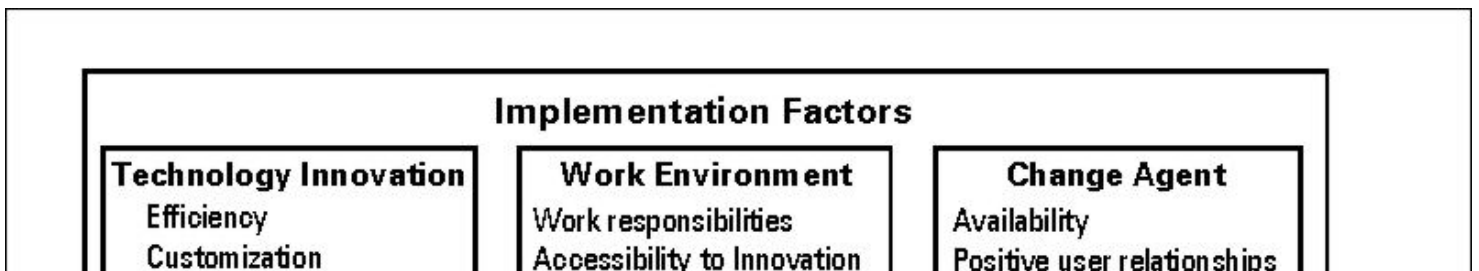 Implementation Factors
Technology Innovation
Efficiency
Customization
Work Environment
Work responsibilities
Accessibility to Innovation
Change Agent
Availability
Positive user relationships